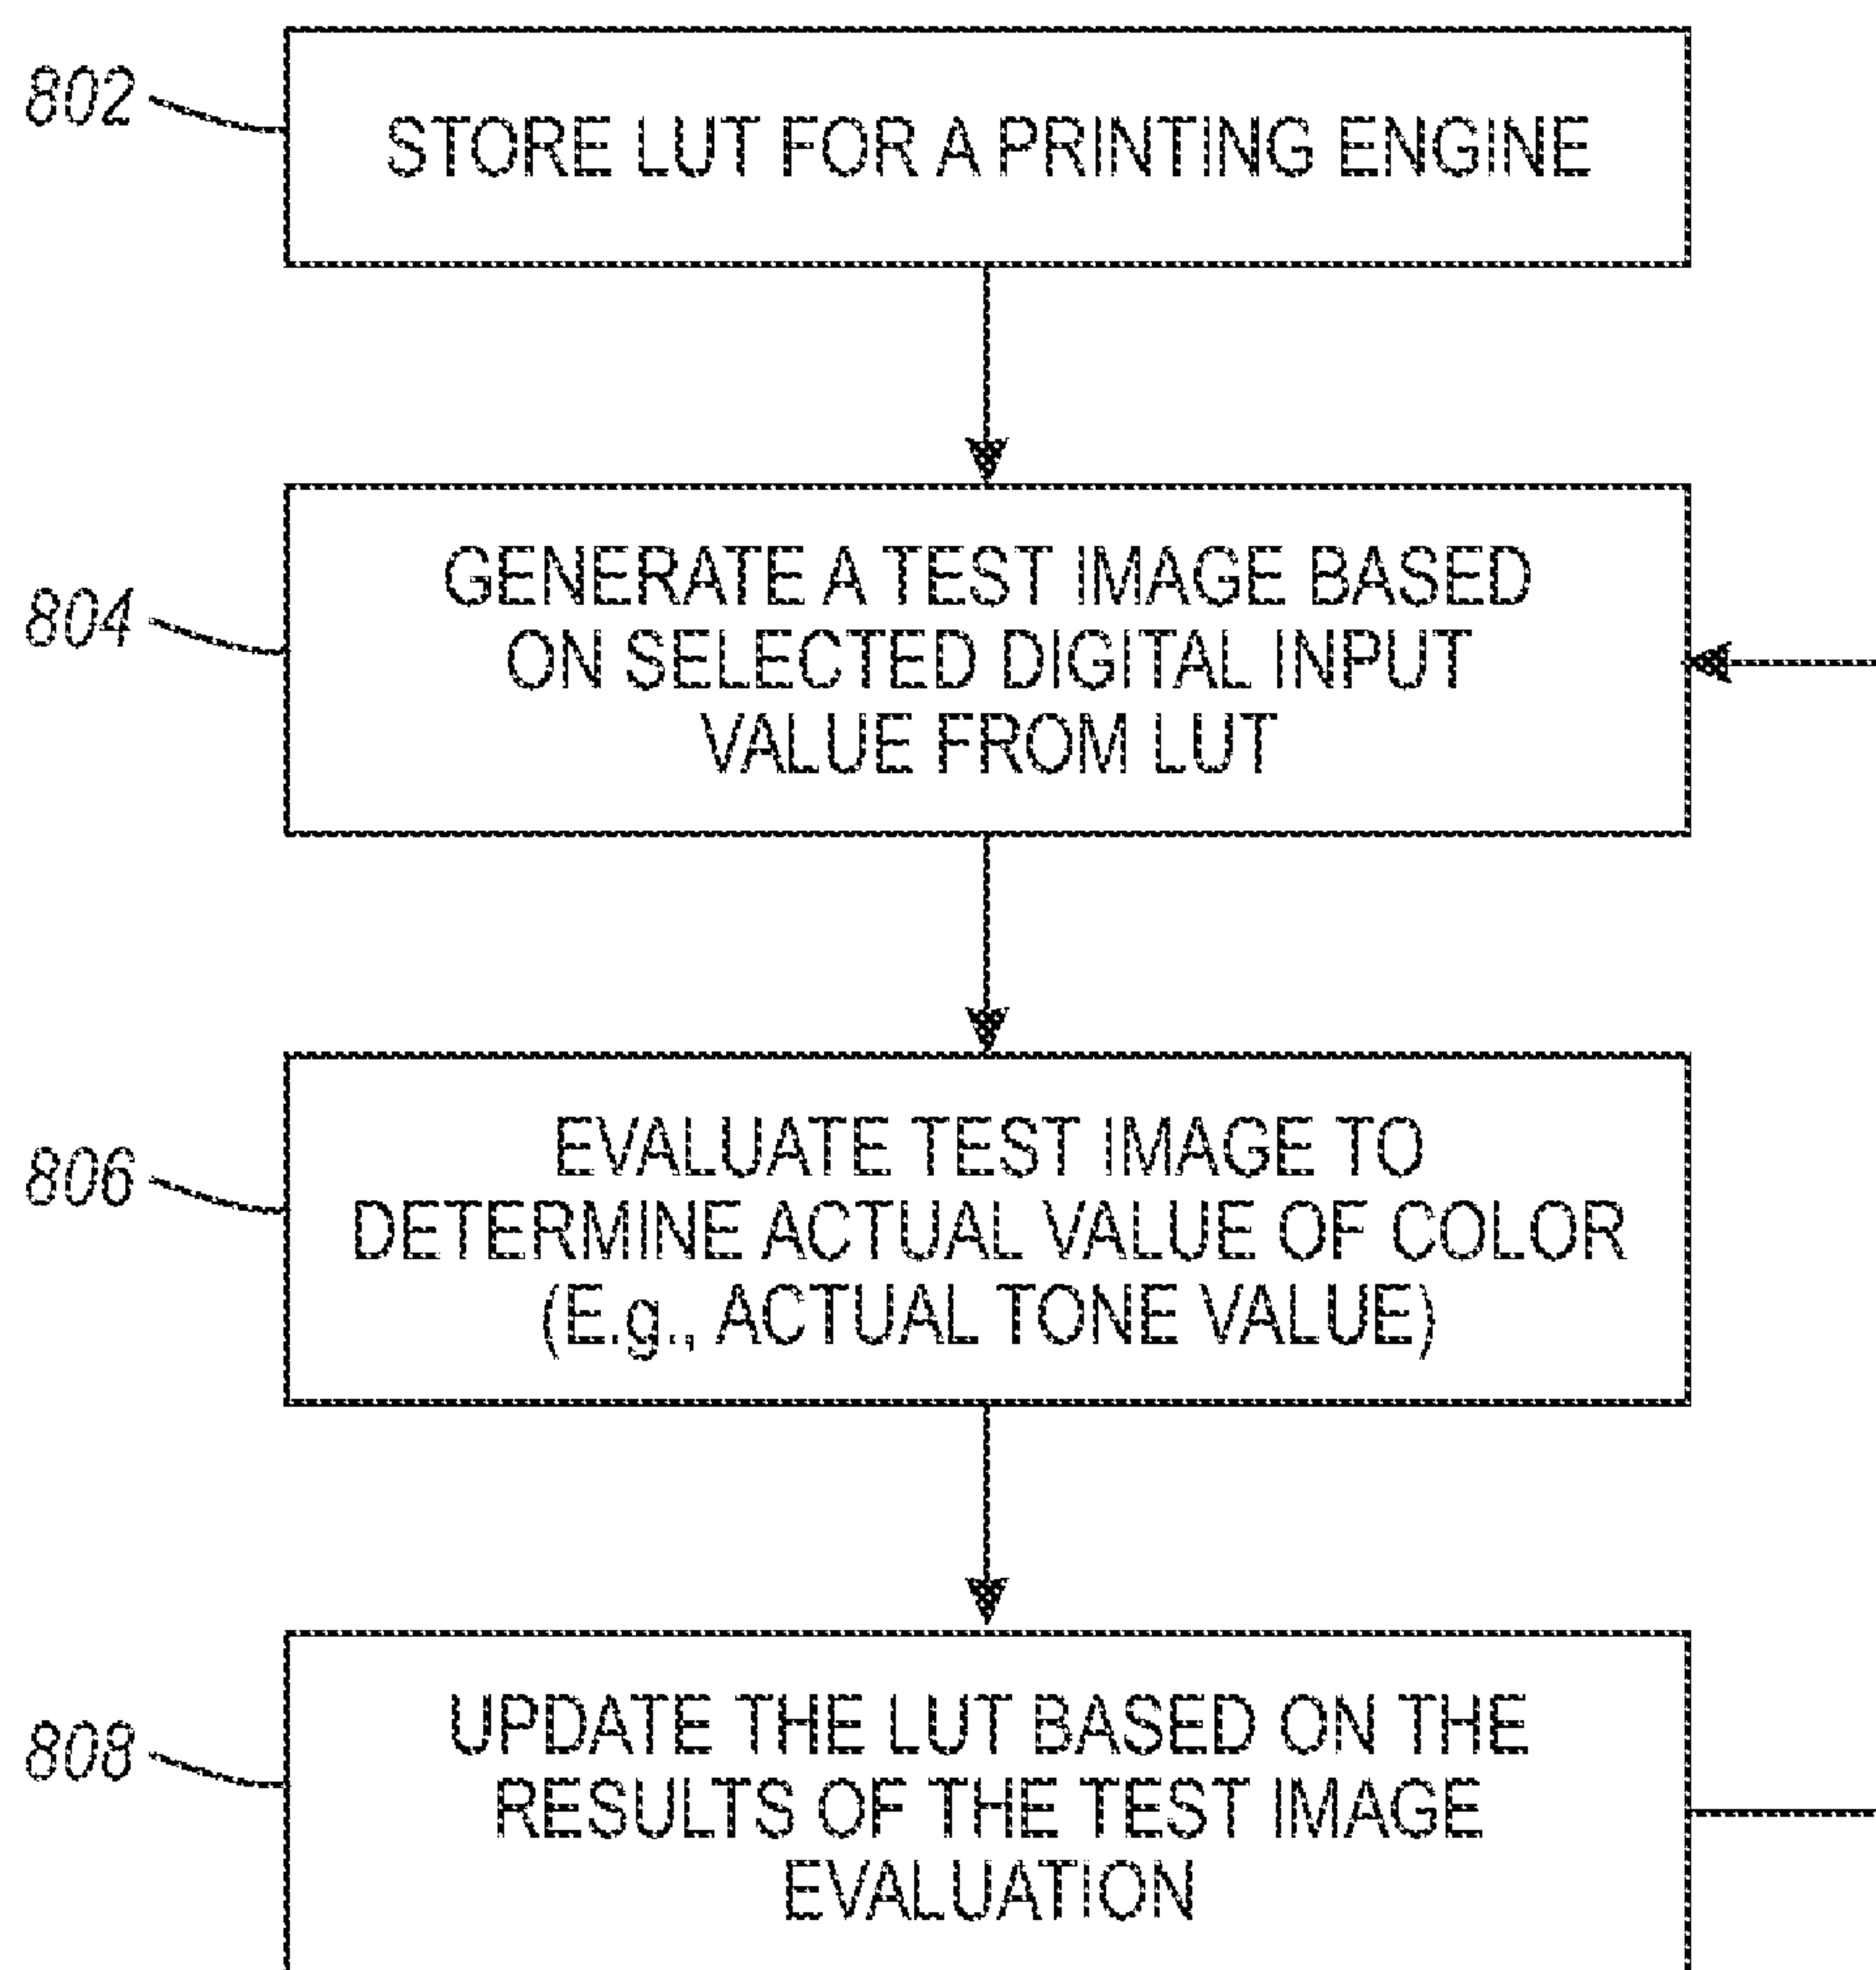 802
STORE LUT FOR A PRINTING ENGINE
804
GENERATE A TEST IMAGE BASED
ON SELECTED DIGITAL INPUT
VALUE FROM LUT
806
EVALUATE TEST IMAGE TO
DETERMINE ACTUAL VALUE OF COLOR
(E.g., ACTUAL TONE VALUE)
808
UPDATE THE LUT BASED ON THE
RESULTS OF THE TEST IMAGE
EVALUATION